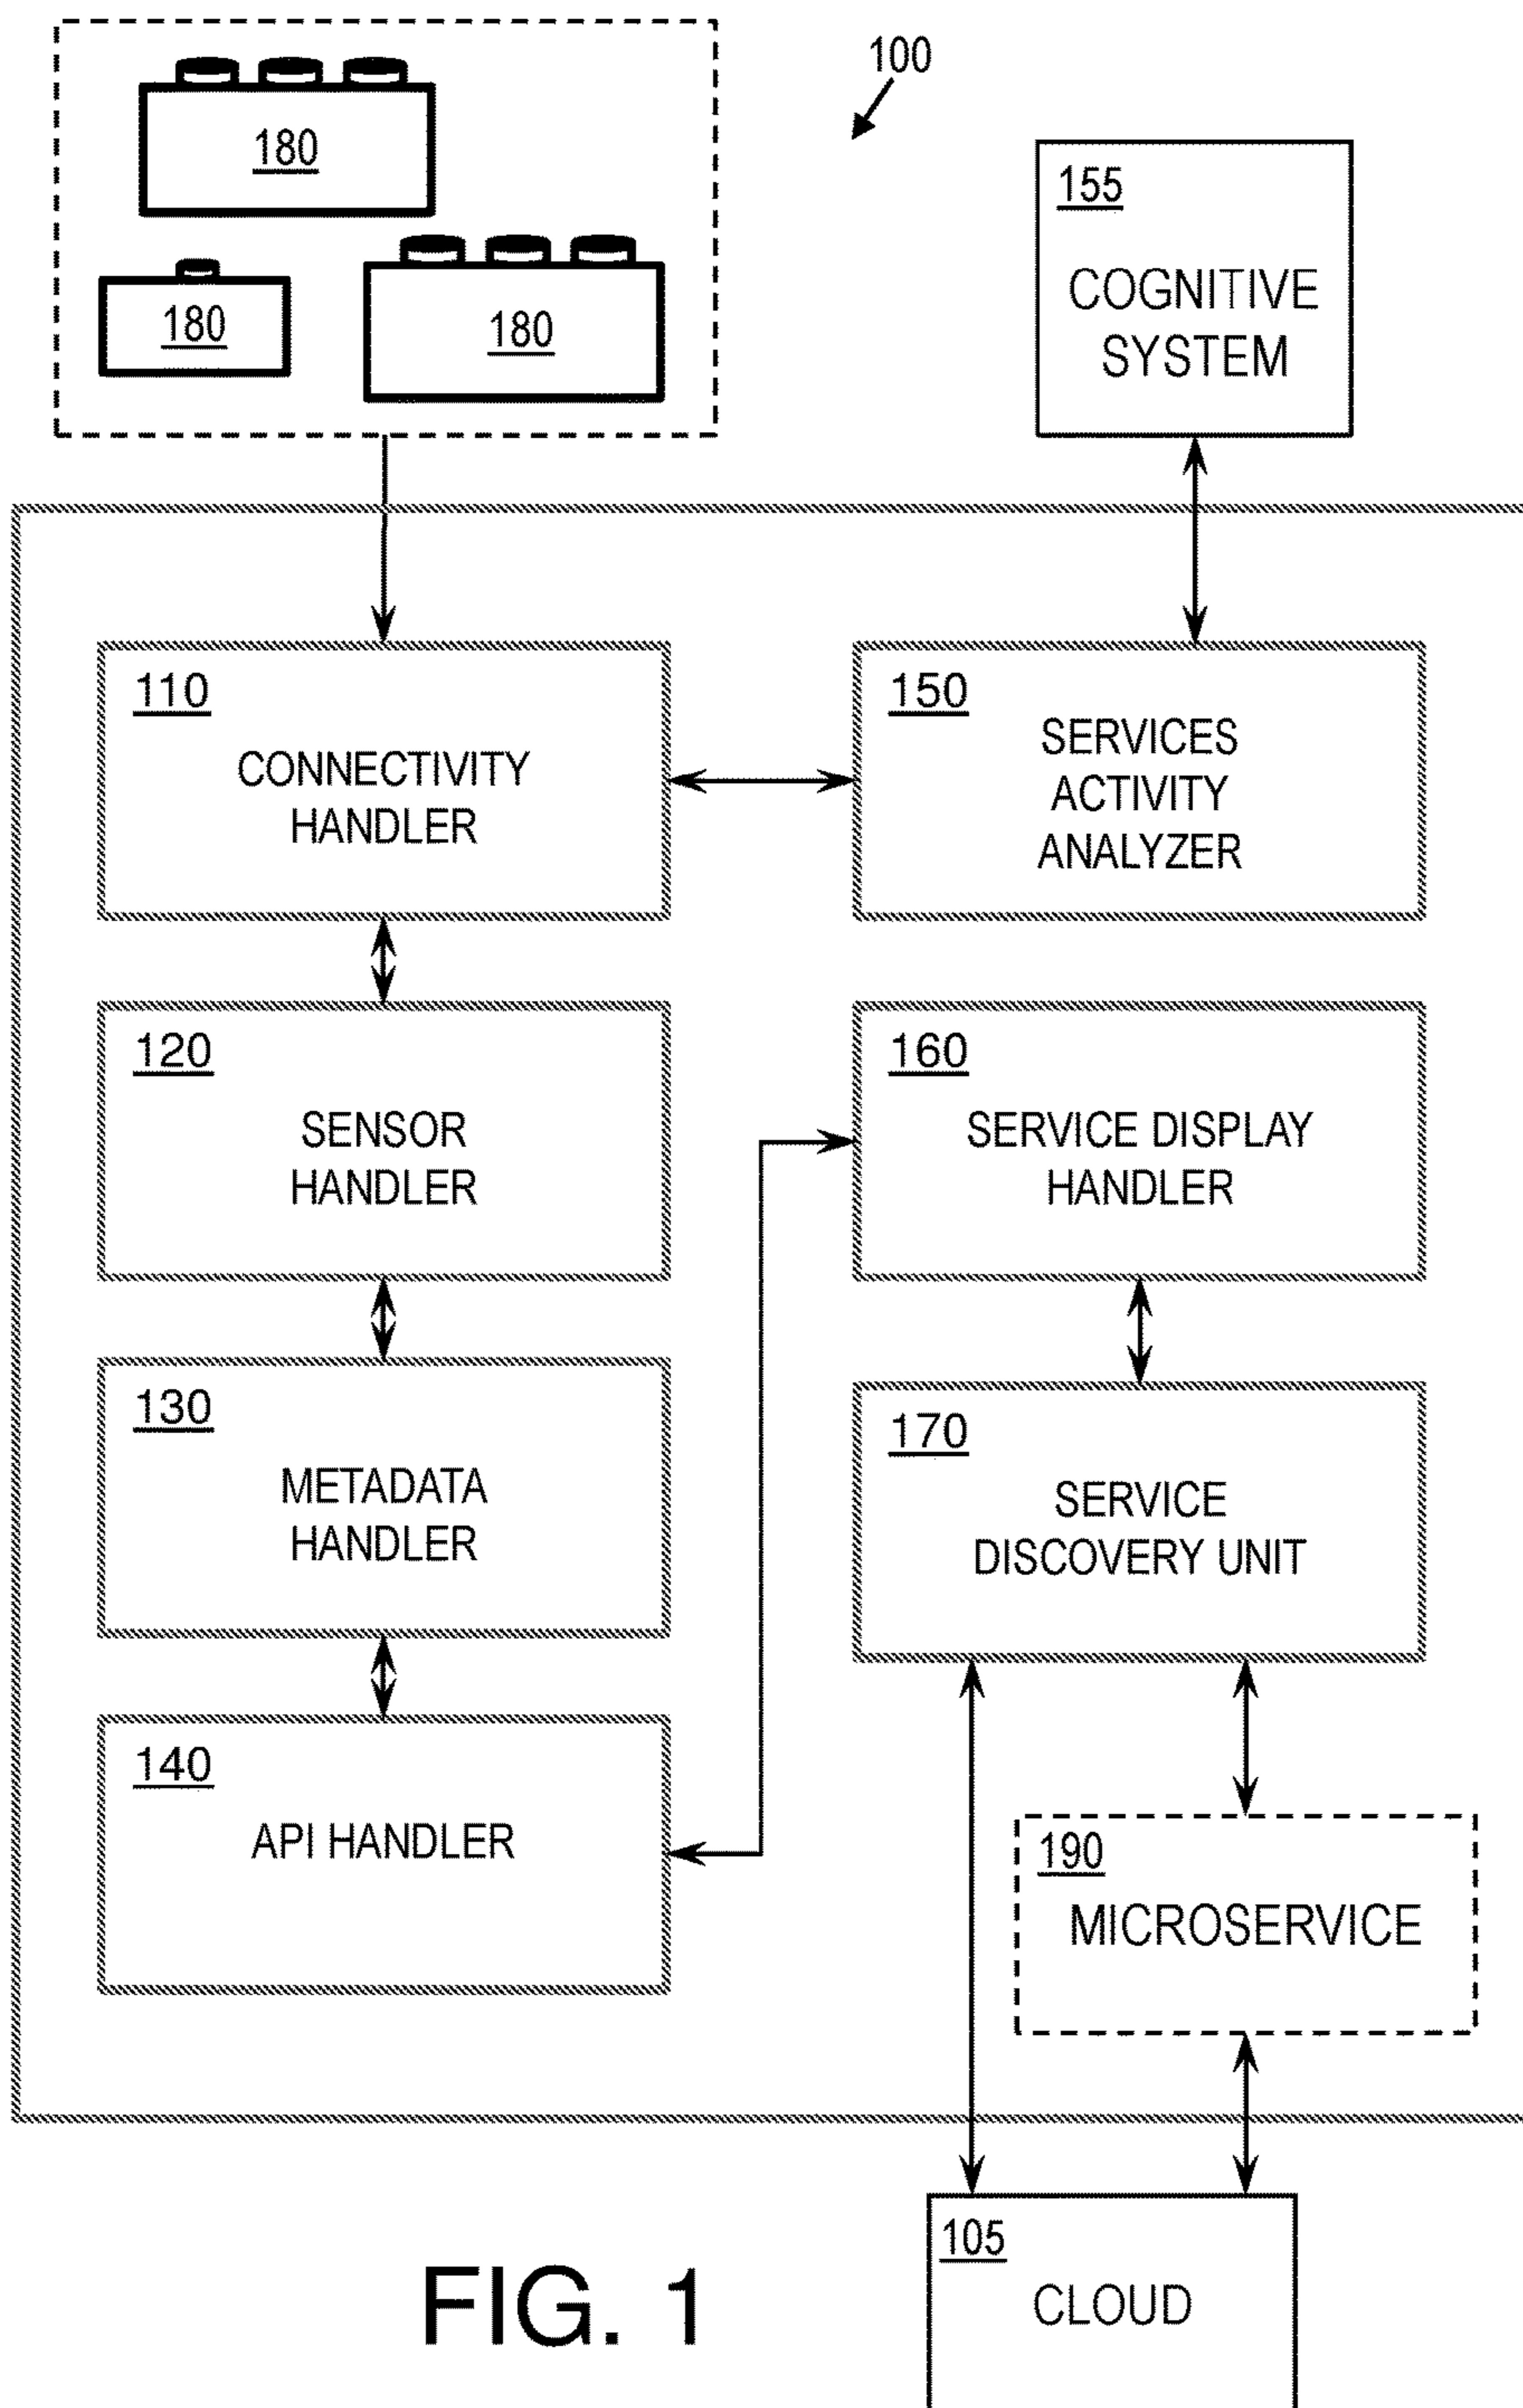 100
180
180
180
155
COGNITIVE
SYSTEM
110
CONNECTIVITY
HANDLER
150
SERVICES
ACTIVITY
ANALYZER
120
SENSOR
HANDLER
160
SERVICE DISPLAY
HANDLER
130
METADATA
HANDLER
170
SERVICE
DISCOVERY UNIT
140
API HANDLER
190
MICROSERVICE
105
CLOUD
FIG. 1